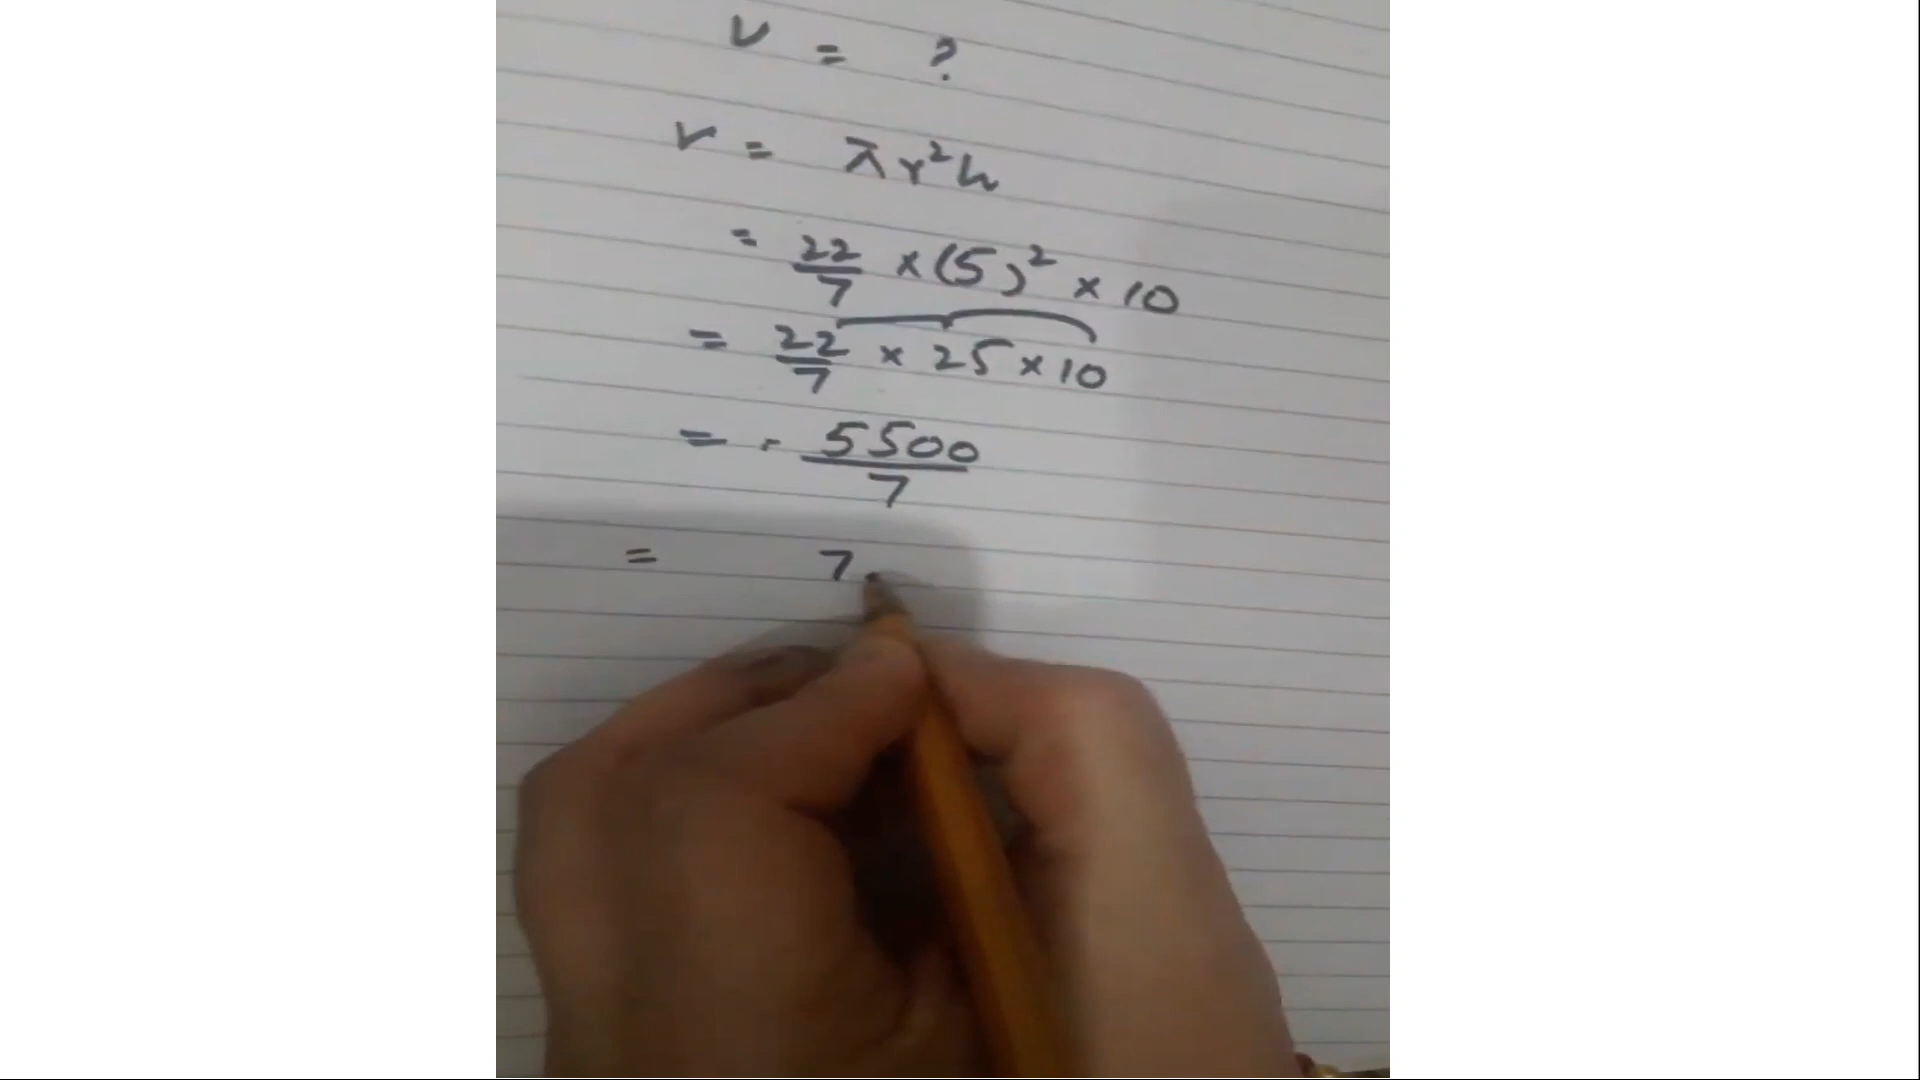 V = ?
V = πr²h
= 22/7 × (5)² × 10
= 22/7 × 25 × 10
= 5500/7
= 7